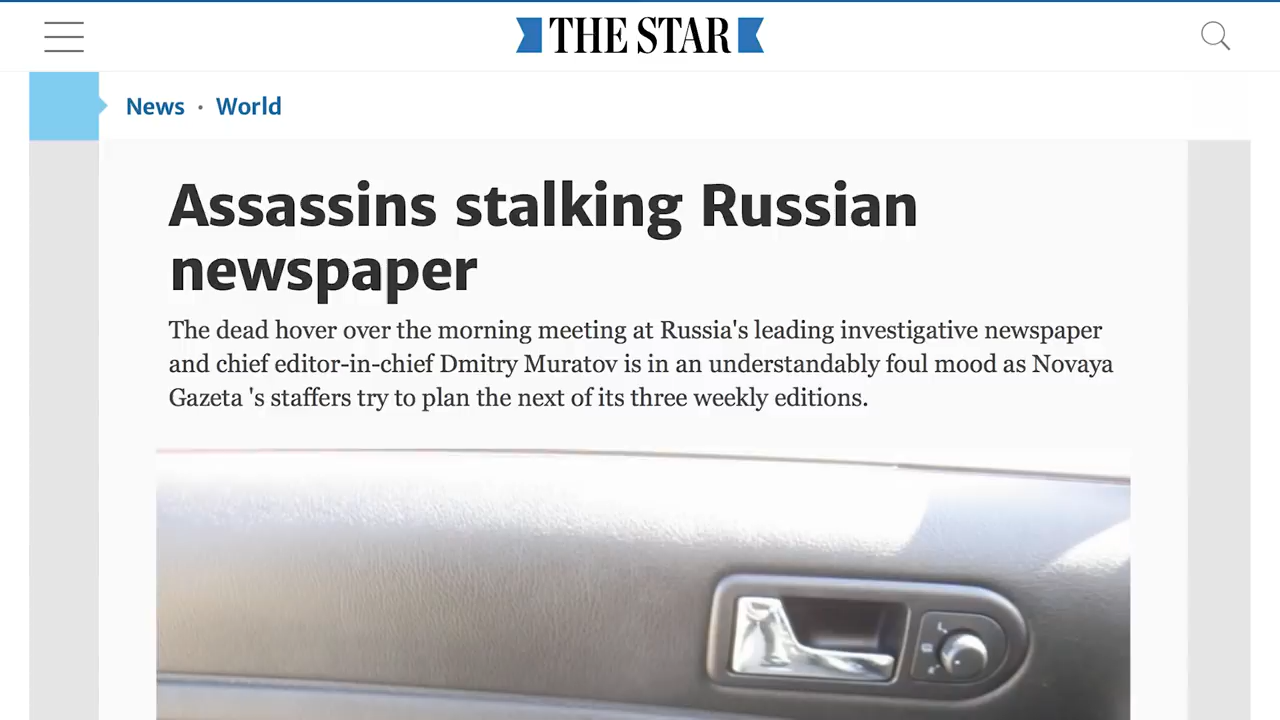 THE STAR
News · World
Assassins stalking Russian
newspaper
The dead hover over the morning meeting at Russia's leading investigative newspaper
and chief editor-in-chief Dmitry Muratov is in an understandably foul mood as Novaya
Gazeta 's staffers try to plan the next of its three weekly editions.